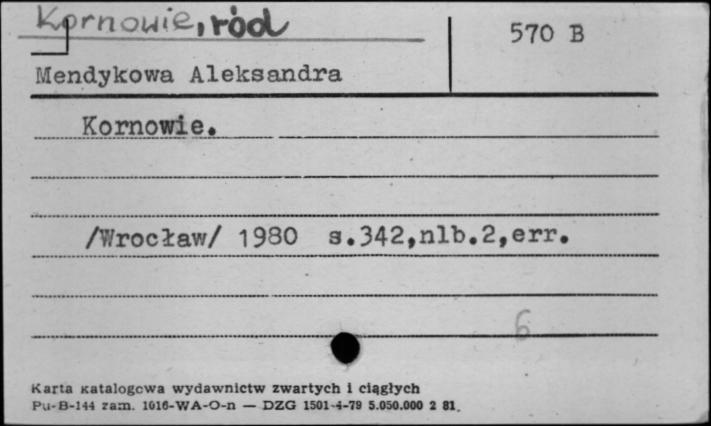 Kornowie, ród
570 B
Mendykowa Aleksandra
Kornowie.
/Wrocław/ 1980 s.342,nlb.2,err.
6
Karta katalogowa wydawnictw zwartych i ciągłych
Pu-B-144 zam. 1016-WA-O-n — DZG 1501-4-79 5.050.000 2 81.